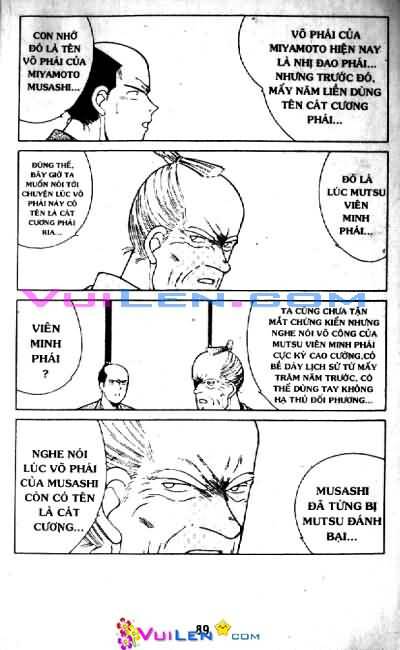 CON NHỚ
ĐÓ LÀ TÊN
VÕ PHÁI CỦA
MIYAMOTO
MUSASHI...
VÕ PHÁI CỦA
MIYAMOTO HIỆN NAY
LÀ NHỊ ĐAO PHÁI...
NHƯNG TRƯỚC ĐÓ,
MẤY NĂM LIỀN DÙNG
TÊN CÁT CƯƠNG
PHÁI...
ĐÚNG THẾ,
BÂY GIỜ TA
MUỐN NÓI TỚI
CHUYỆN LÚC VÕ
PHÁI NÀY CÓ
TÊN LÀ CÁT
CƯƠNG PHÁI
KIA...
ĐÓ LÀ
LÚC MUTSU
VIÊN
MINH
PHÁI...
VUILEN.COM
VIÊN
MINH PHÁI
?
TA CŨNG CHƯA TẬN
MẮT CHỨNG KIẾN NHƯNG
NGHE NÓI VÕ CÔNG CỦA
MUTSU VIÊN MINH PHÁI
CỰC KỲ CAO CƯỜNG,CÓ
BỀ DÀY LỊCH SỬ TỪ MẤY
TRĂM NĂM TRƯỚC, CÓ
THỂ DÙNG TAY KHÔNG
HẠ THỦ ĐỐI PHƯƠNG...
NGHE NÓI
LÚC VÕ PHÁI
CỦA MUSASHI
CÒN CÓ TÊN
LÀ CÁT
CƯƠNG...
MUSASHI
ĐÃ TỪNG BỊ
MUTSU ĐÁNH
BẠI...
89
VUILEN.COM